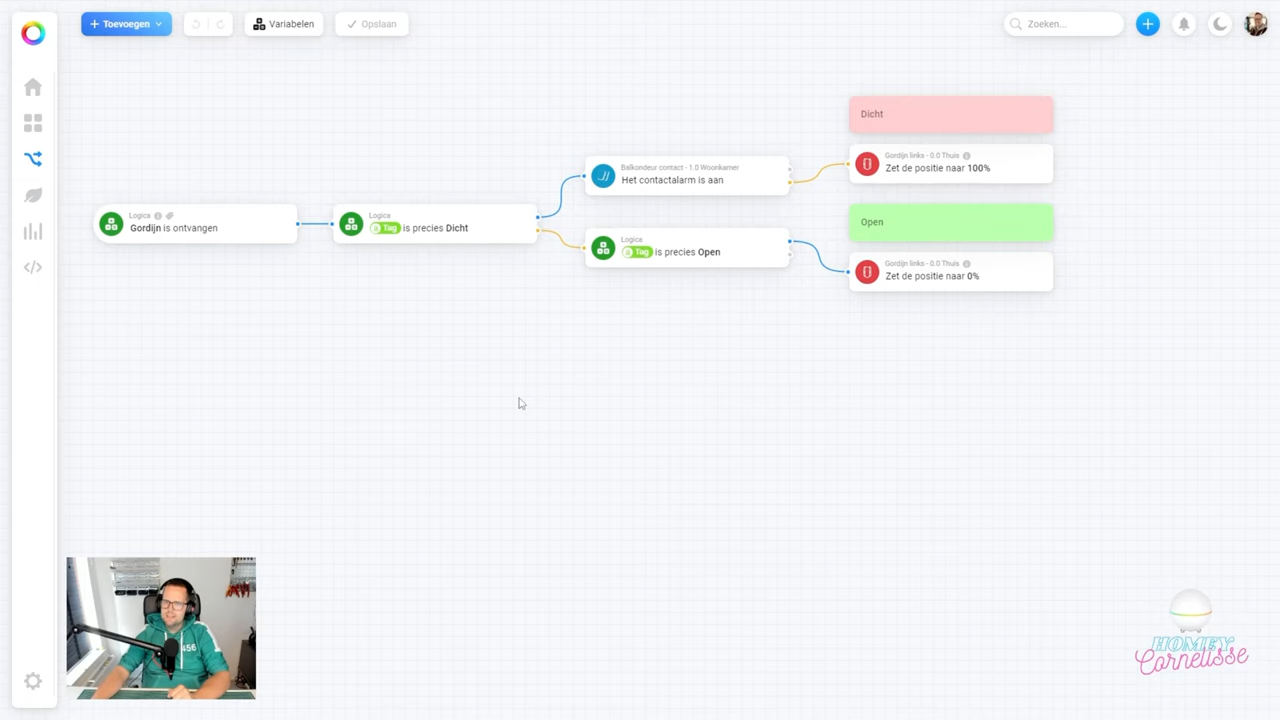 Toevoegen
Variabelen
Opslaan
Zoeken...
Dicht
Gordijn links - 0.0 Thuis
Zet de positie naar 100%
Balkondeur contact - 1.0 Woonkamer
Het contactalarm is aan
Logica
Gordijn is ontvangen
Logica
Tag is precies Dicht
Open
Logica
Tag is precies Open
Gordijn links - 0.0 Thuis
Zet de positie naar 0%
456
HOMEY
Cornelisse